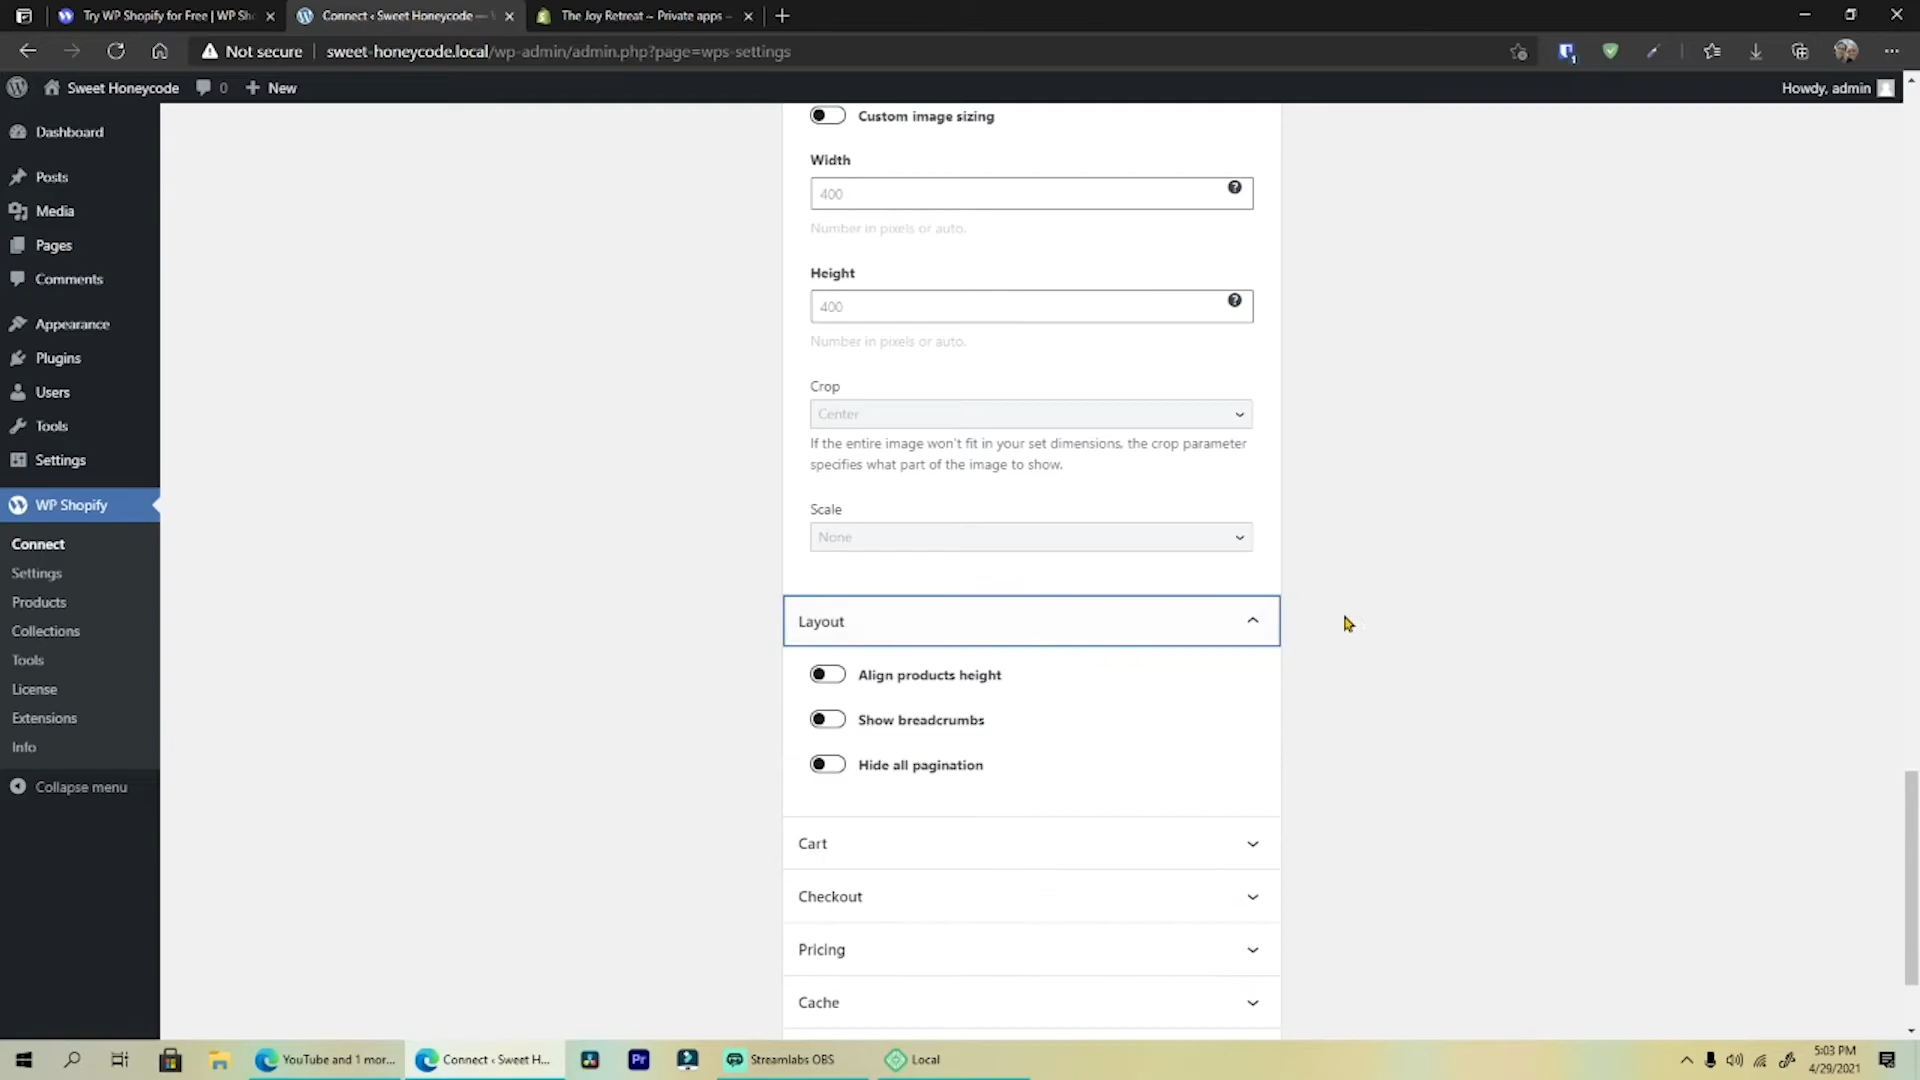 Try WP Shopify for Free | WP Sh
Connect ‹ Sweet Honeycode —
The Joy Retreat ~ Private apps –
Not secure
sweet-honeycode.local/wp-admin/admin.php?page=wps-settings
Sweet Honeycode
0
New
Howdy, admin
Dashboard
Posts
Media
Pages
Comments
Appearance
Plugins
Users
Tools
Settings
WP Shopify
Connect
Settings
Products
Collections
Tools
License
Extensions
Info
Collapse menu
Custom image sizing
Width
400
Number in pixels or auto.
Height
400
Number in pixels or auto.
Crop
Center
If the entire image won't fit in your set dimensions, the crop parameter
specifies what part of the image to show.
Scale
None
Layout
Align products height
Show breadcrumbs
Hide all pagination
Cart
Checkout
Pricing
Cache
YouTube and 1 mor...
Connect ‹ Sweet H...
Pr
Streamlabs OBS
Local
5:03 PM
4/29/2021